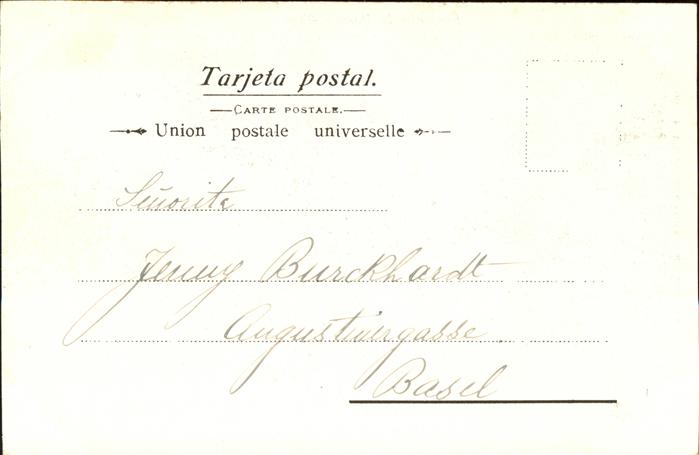 Tarjeta postal.
CARTE POSTALE.
Union postale universelle
Señorita
Jenny Burckhardt
Augustinergasse
Basel